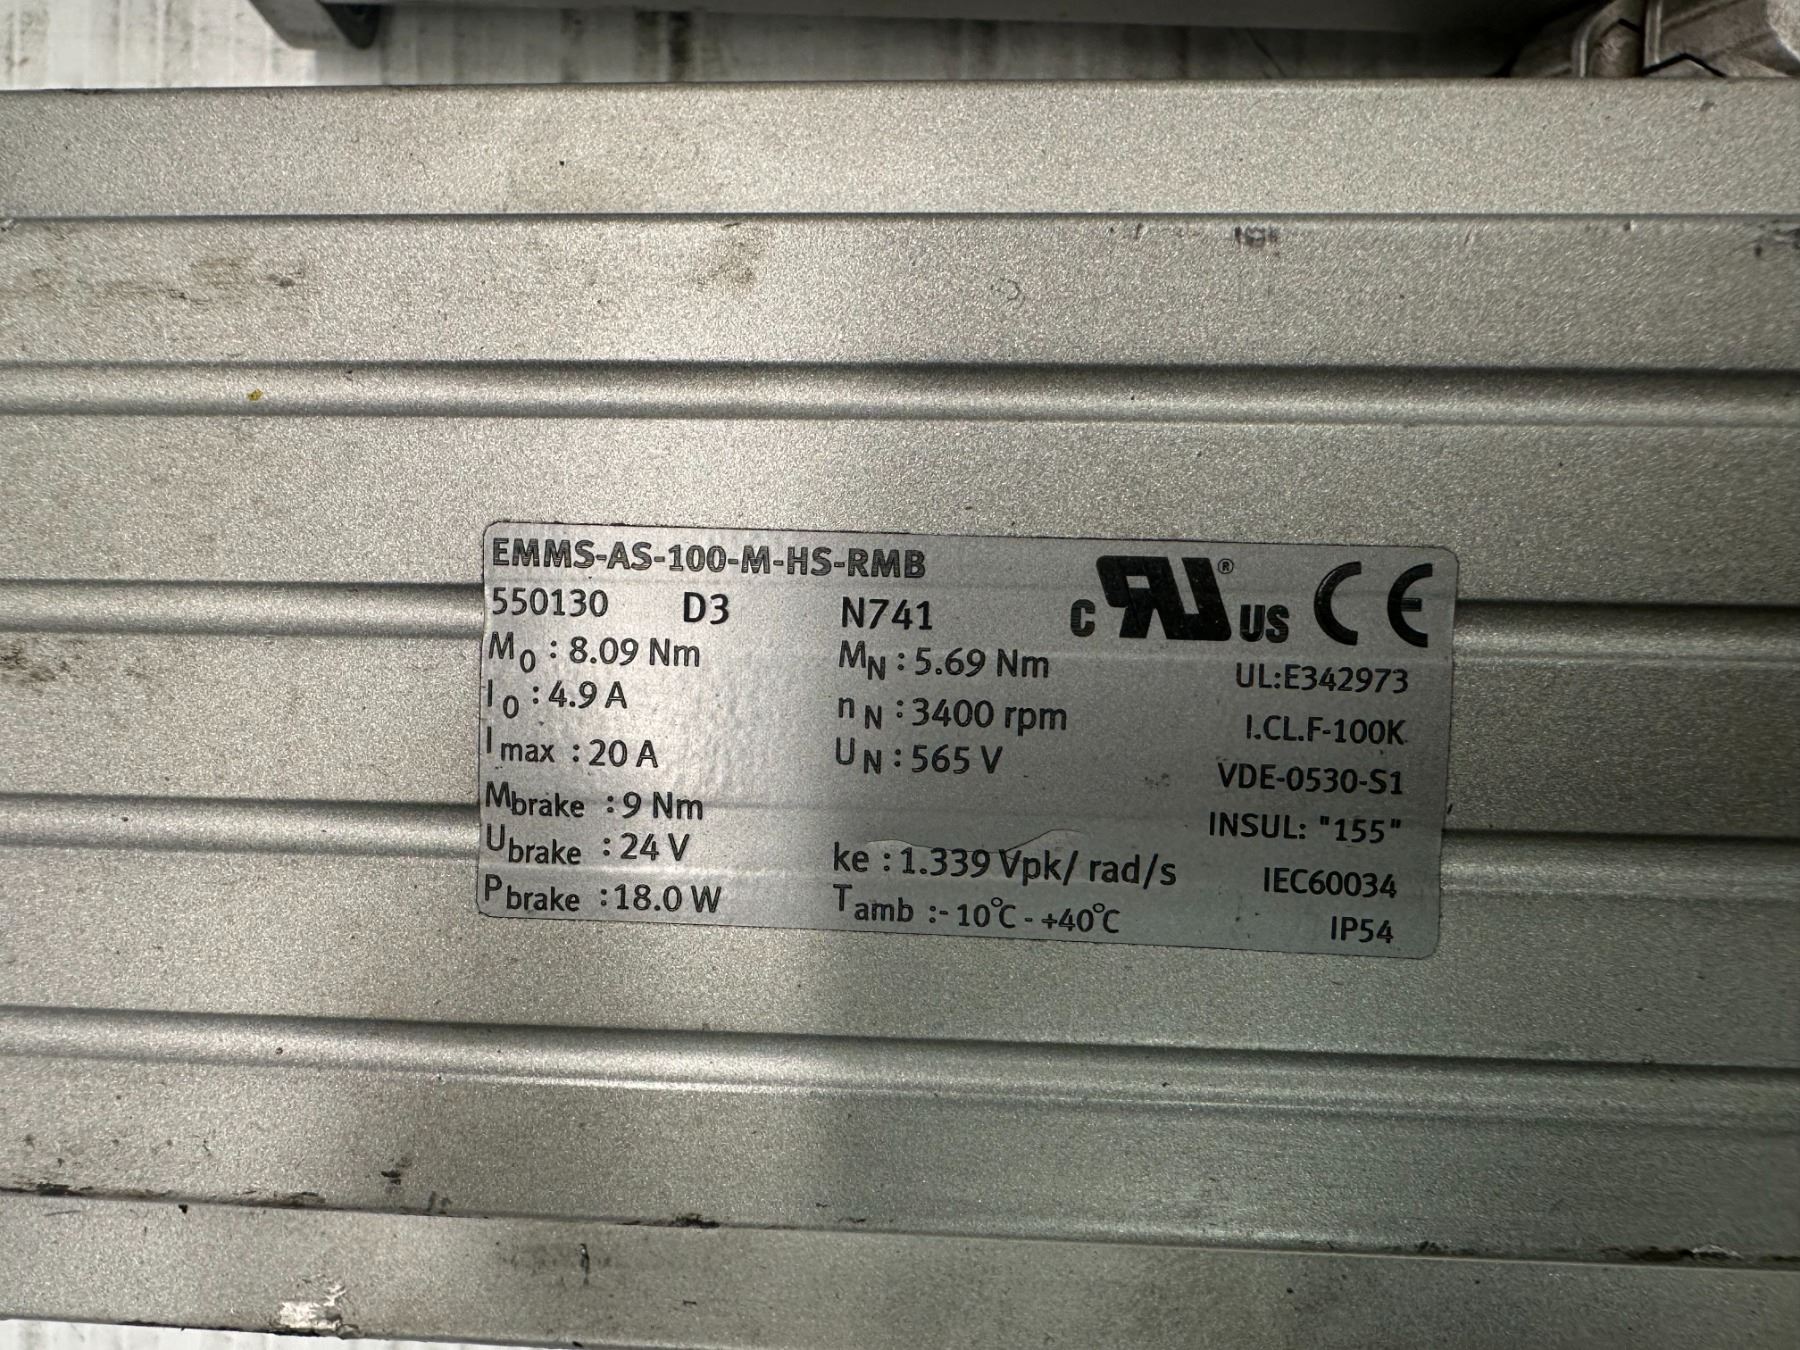 EMMS-AS-100-M-HS-RMB
550130 D3 N741
M0 : 8.09 Nm MN : 5.69 Nm
I0 : 4.9 A nN : 3400 rpm
Imax : 20 A UN : 565 V
Mbrake : 9 Nm
Ubrake : 24 V
Pbrake : 18.0 W
ke : 1.339 Vpk/ rad/s
Tamb :- 10°C - +40°C
c RU ® US CE
UL:E342973
I.CL.F-100K
VDE-0530-S1
INSUL: "155"
IEC60034
IP54